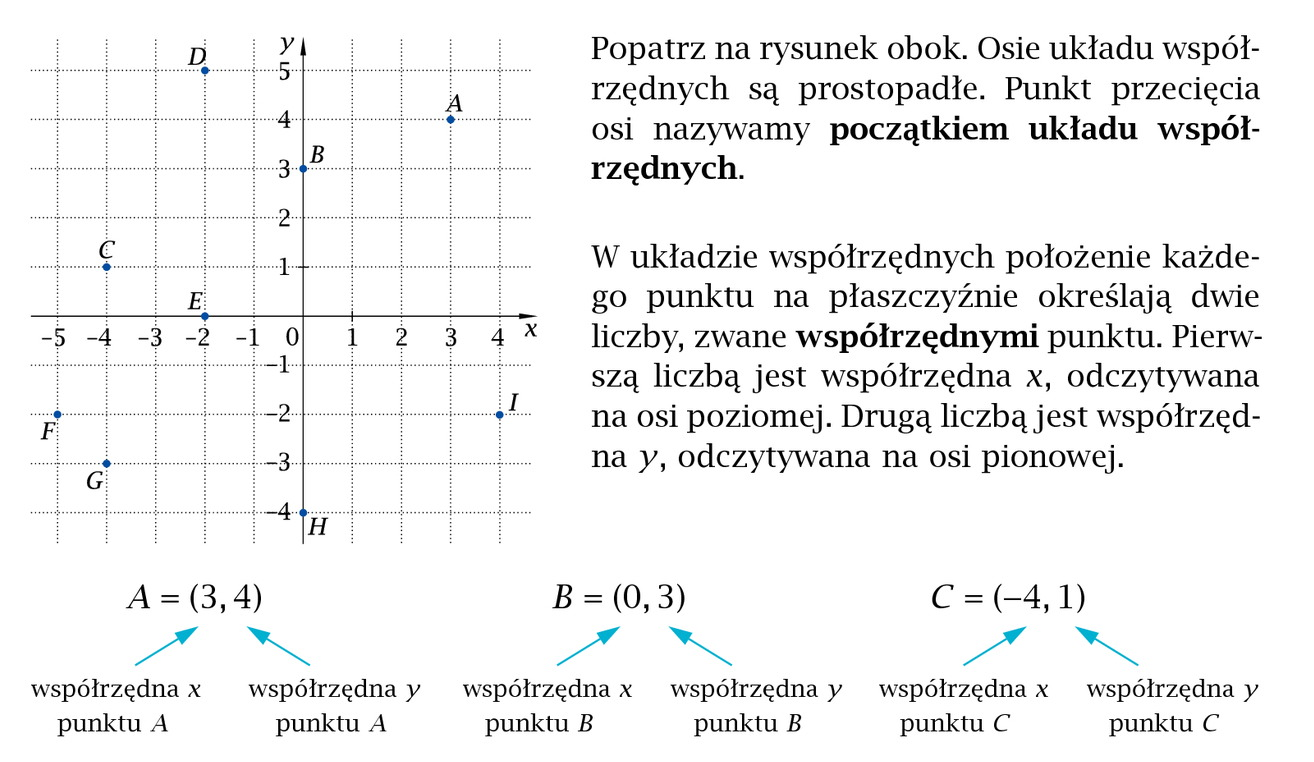 y
D
5
A
4
B
3
2
C
1
E
–5 –4 –3 –2 –1 0 1 2 3 4 x
–1
I
–2
F
–3
G
–4
H
Popatrz na rysunek obok. Osie układu współ-
rzędnych są prostopadłe. Punkt przecięcia
osi nazywamy początkiem układu współ-
rzędnych.
W układzie współrzędnych położenie każde-
go punktu na płaszczyźnie określają dwie
liczby, zwane współrzędnymi punktu. Pierw-
szą liczbą jest współrzędna x, odczytywana
na osi poziomej. Drugą liczbą jest współrzęd-
na y, odczytywana na osi pionowej.
A = (3, 4)
współrzędna x
punktu A
współrzędna y
punktu A
B = (0, 3)
współrzędna x
punktu B
współrzędna y
punktu B
C = (–4, 1)
współrzędna x
punktu C
współrzędna y
punktu C